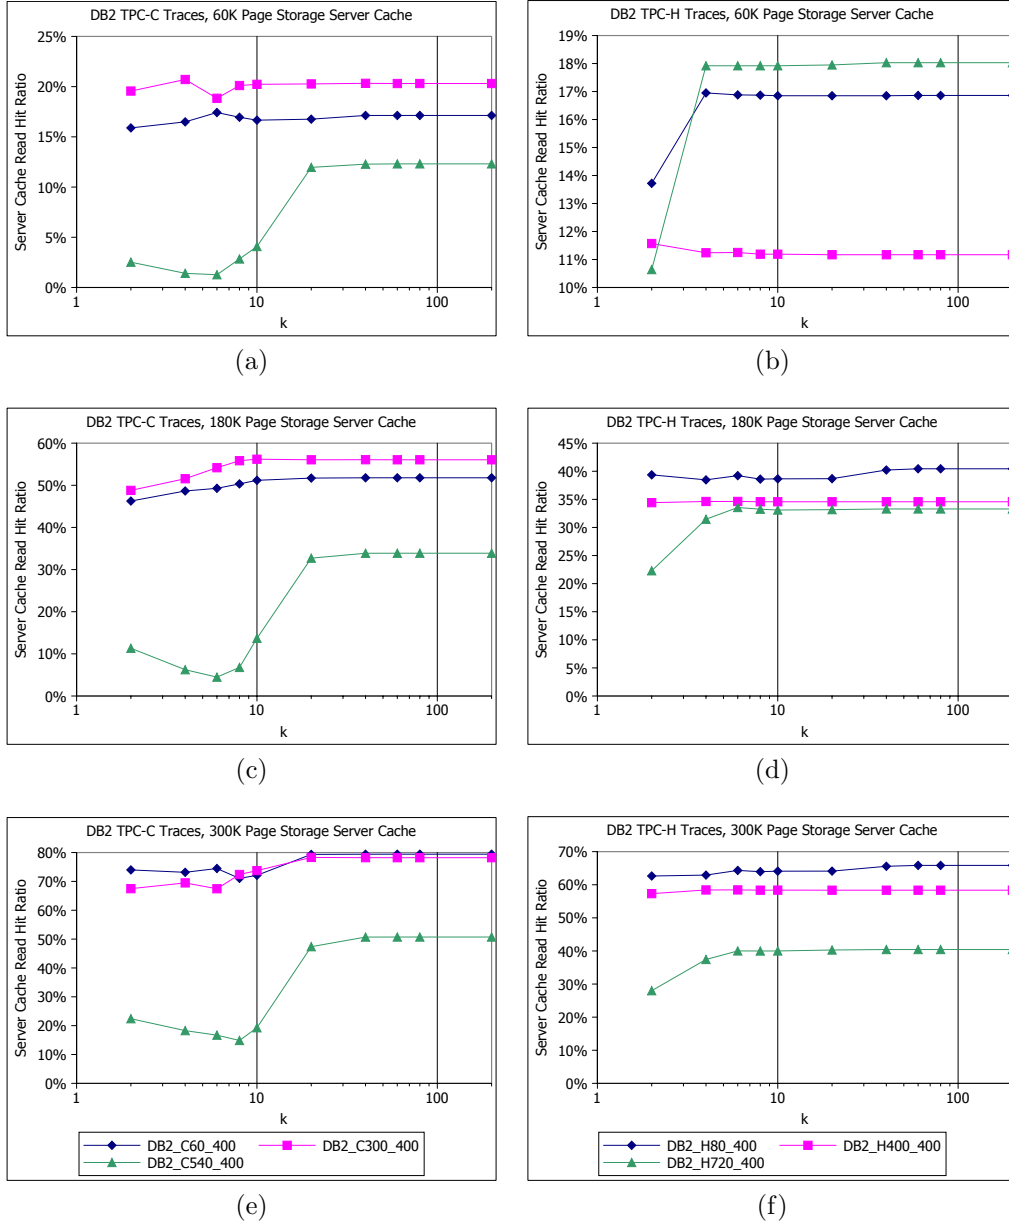 DB2 TPC-C Traces, 60K Page Storage Server Cache
Server Cache Read Hit Ratio
25%
20%
15%
10%
5%
0%
1
10
100
k
(a)
DB2 TPC-H Traces, 60K Page Storage Server Cache
Server Cache Read Hit Ratio
19%
18%
17%
16%
15%
14%
13%
12%
11%
10%
1
10
100
k
(b)
DB2 TPC-C Traces, 180K Page Storage Server Cache
Server Cache Read Hit Ratio
60%
50%
40%
30%
20%
10%
0%
1
10
100
k
(c)
DB2 TPC-H Traces, 180K Page Storage Server Cache
Server Cache Read Hit Ratio
45%
40%
35%
30%
25%
20%
15%
10%
5%
0%
1
10
100
k
(d)
DB2 TPC-C Traces, 300K Page Storage Server Cache
Server Cache Read Hit Ratio
80%
70%
60%
50%
40%
30%
20%
10%
0%
1
10
100
k
DB2_C60_400
DB2_C300_400
DB2_C540_400
(e)
DB2 TPC-H Traces, 300K Page Storage Server Cache
Server Cache Read Hit Ratio
70%
60%
50%
40%
30%
20%
10%
0%
1
10
100
k
DB2_H80_400
DB2_H400_400
DB2_H720_400
(f)